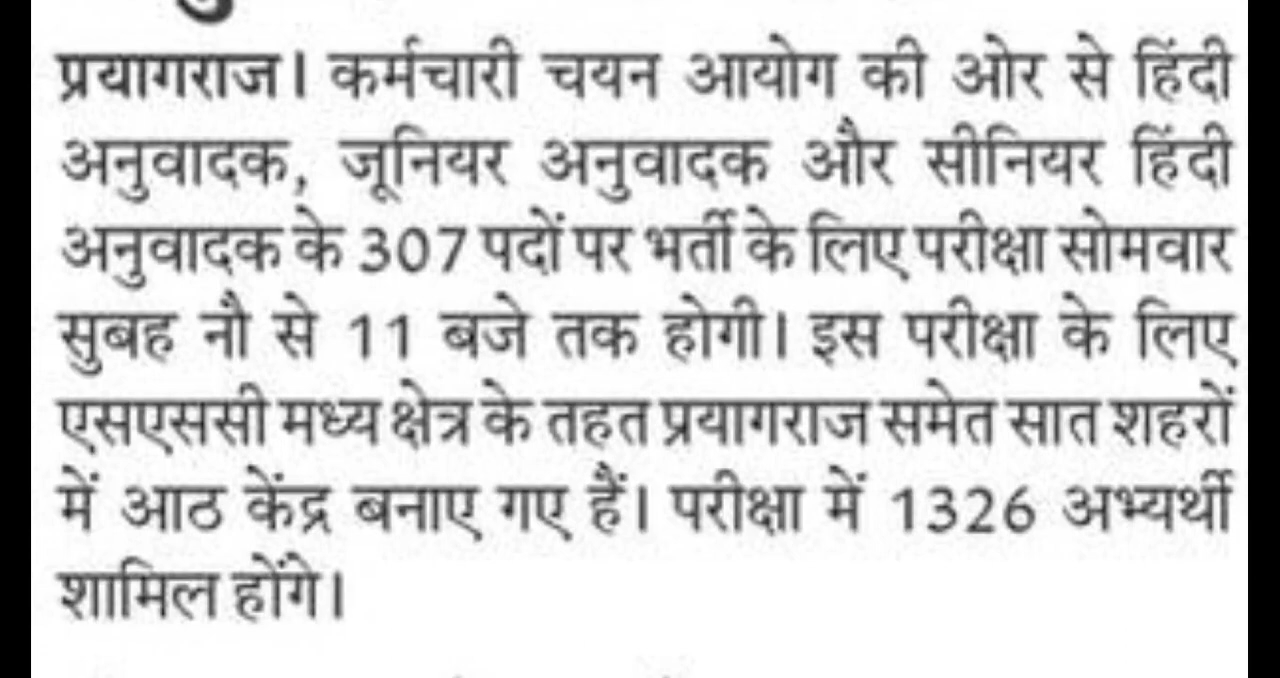 प्रयागराज। कर्मचारी चयन आयोग की ओर से हिंदी
अनुवादक, जूनियर अनुवादक और सीनियर हिंदी
अनुवादक के 307 पदों पर भर्ती के लिए परीक्षा सोमवार
सुबह नौ से 11 बजे तक होगी। इस परीक्षा के लिए
एसएससी मध्य क्षेत्र के तहत प्रयागराज समेत सात शहरों
में आठ केंद्र बनाए गए हैं। परीक्षा में 1326 अभ्यर्थी
शामिल होंगे।